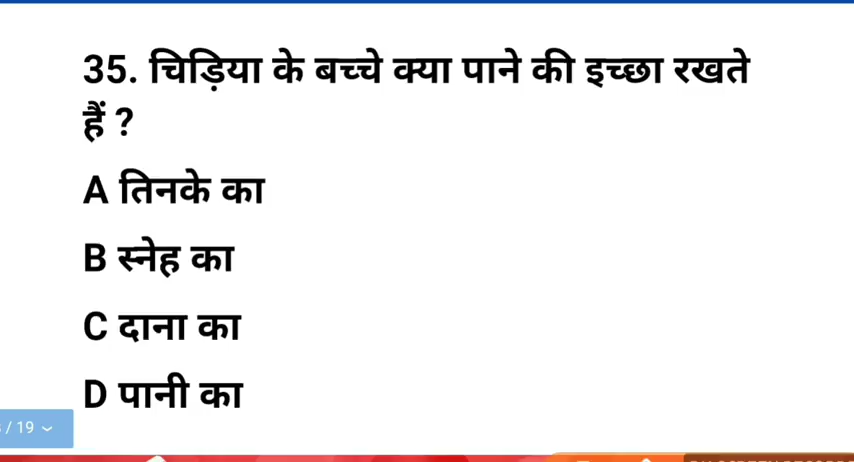 35. चिड़िया के बच्चे क्या पाने की इच्छा रखते
हैं ?
A तिनके का
B स्नेह का
C दाना का
D पानी का
/ 19